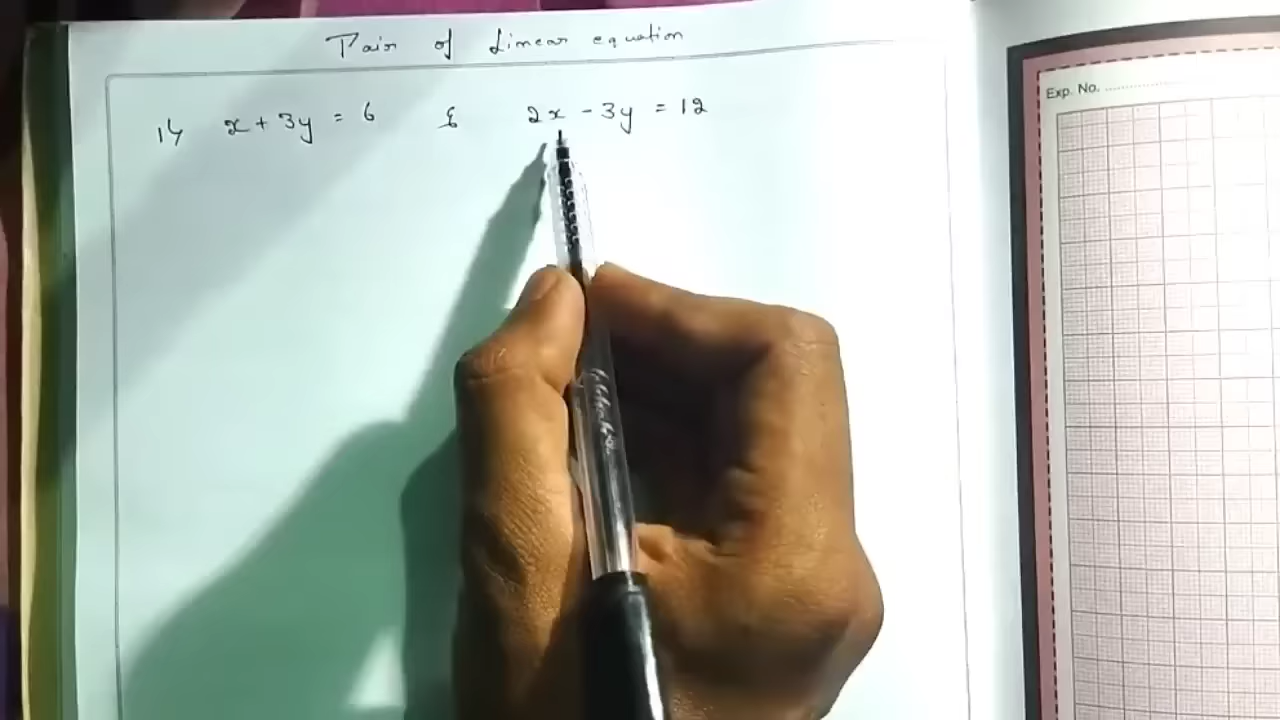 Pair of Linear equation
1) x + 3y = 6 & 2x - 3y = 12
Exp. No. ....................